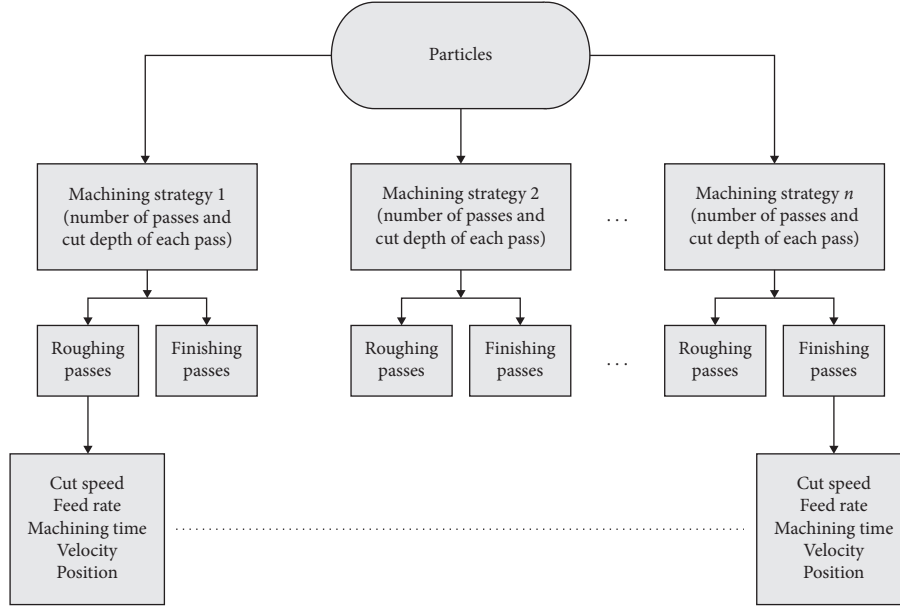 Particles
Machining strategy 1
(number of passes and
cut depth of each pass)
Machining strategy 2
(number of passes and
cut depth of each pass)
. . .
Machining strategy n
(number of passes and
cut depth of each pass)
Roughing
passes
Finishing
passes
Roughing
passes
Finishing
passes
. . .
Roughing
passes
Finishing
passes
Cut speed
Feed rate
Machining time
Velocity
Position
Cut speed
Feed rate
Machining time
Velocity
Position